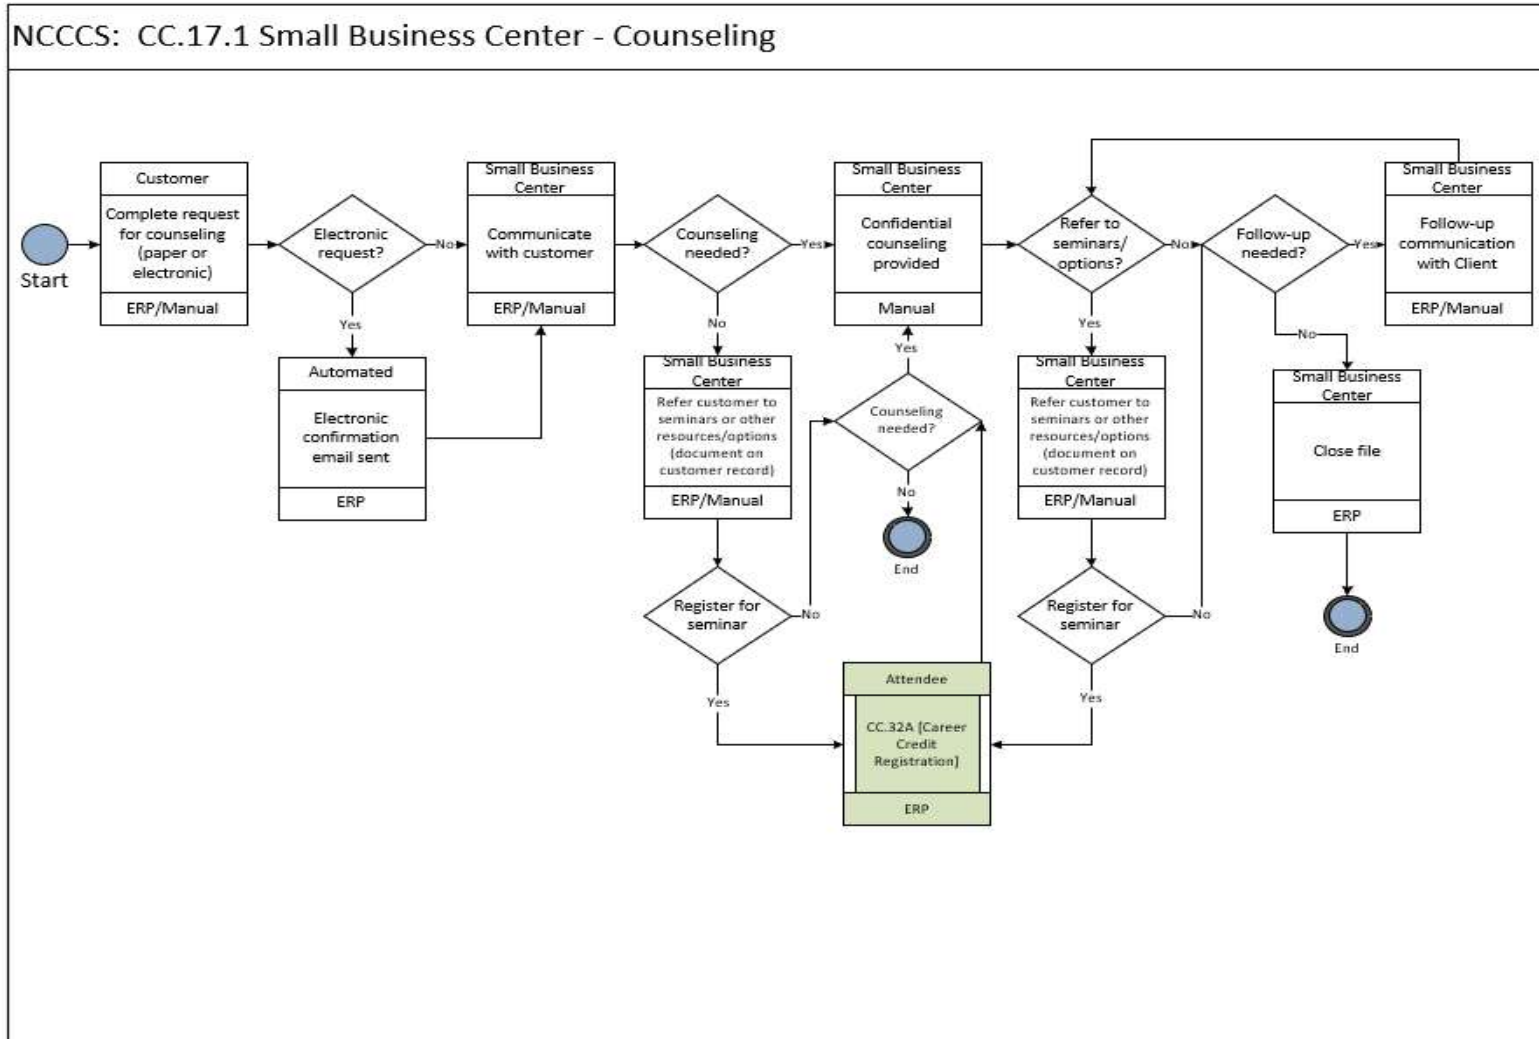 NCCCS:  CC.17.1 Small Business Center - Counseling
Start
Customer
Complete request
for counseling
(paper or
electronic)
ERP/Manual
Electronic
request?
No
Yes
Automated
Electronic
confirmation
email sent
ERP
Small Business
Center
Communicate
with customer
ERP/Manual
Counseling
needed?
Yes
No
Small Business
Center
Refer customer to
seminars or other
resources/options
(document on
customer record)
ERP/Manual
Register for
seminar
No
Yes
Small Business
Center
Confidential
counseling
provided
Manual
Yes
Counseling
needed?
No
End
Attendee
CC.32A [Career
Credit
Registration]
ERP
Refer to
seminars/
options?
No
Yes
Small Business
Center
Refer customer to
seminars or other
resources/options
(document on
customer record)
ERP/Manual
Register for
seminar
No
Yes
Follow-up
needed?
Yes
No
Small Business
Center
Follow-up
communication
with Client
ERP/Manual
Small Business
Center
Close file
ERP
End